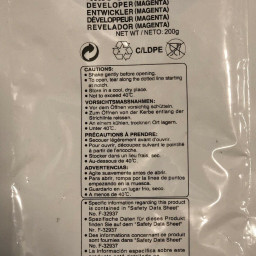 DEVELOPER (MAGENTA)
ENTWICKLER (MAGENTA)
DÉVELOPPEUR (MAGENTA)
REVELADOR (MAGENTA)
NET WT / NETTO: 200g
C/LDPE
CAUTIONS:
• Shake gently before opening.
• To open, tear along the dotted line starting
at notch.
• Store in a cool, dry place.
• Not to exceed 40°C.
VORSICHTSMASSNAHMEN:
• Vor dem Öffnen vorsichtig schütteln.
• Zum Öffnen von der Kerbe entlang der
Strichlinie reissen.
• An einem kühlen, trockenen Ort lagern.
• Unter 40°C.
PRÉCAUTIONS À PRENDRE:
• Secouer légèrement avant d'ouvrir.
• Pour ouvrir, découpez suivant le pointillé
à partir de l'encoche.
• Stocker dans un lieu frais, sec.
• Au-dessous de 40°C.
ADVERTENCIAS:
• Agite suavemente antes de abrir.
• Para abrir, rompa por la línea de puntos
empezando en la muesca.
• Guardarlo en un lugar frío, seco.
• A menos de 40°C.
• Specific information regarding this product
is contained in "Safety Data Sheet"
No. F-32937
• Spezifische Daten für dieses Produkt
finden Sie auf dem "Safety Data Sheet"
Nr. F-32937
• Des informations concernant ce produit
sont fournies dans "Safety Data Sheet"
No. F-32937
• La información específica sobre este